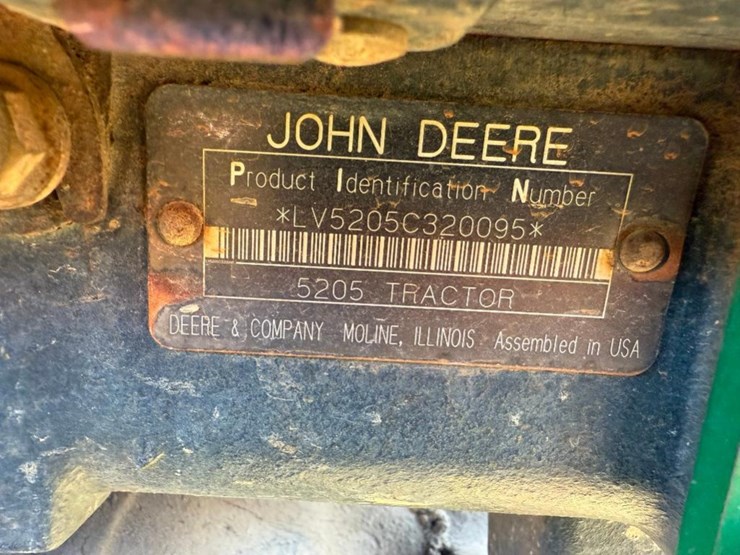 JOHN DEERE
Product Identification Number
*LV5205C320095*
5205 TRACTOR
DEERE & COMPANY MOLINE, ILLINOIS Assembled in USA